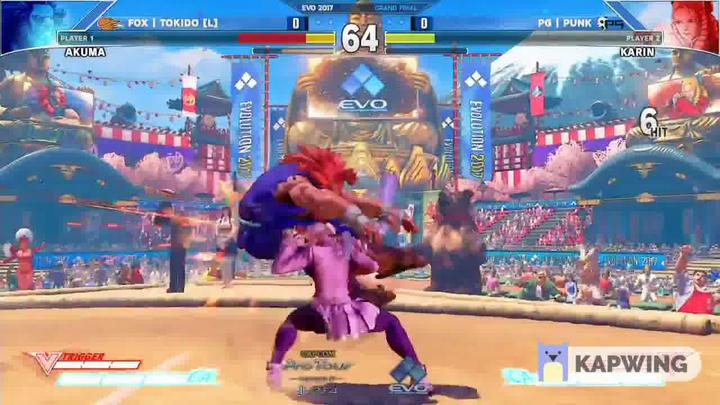 EVO 2017
GRAND FINAL
FOX | TOKIDO [L]
0
64
0
PG | PUNK
PLAYER 1
PLAYER 2
AKUMA
KARIN
EVO
EVOLUTION 2017
EVOLUTION 2017
6
HIT
V TRIGGER
CAPCOM
Pro Tour
EVO
KAPWING